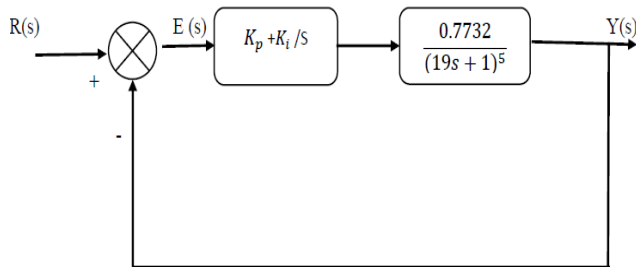 R(s)
E (s)
K_p +K_i /S
0.7732
(19s + 1)^5
Y(s)
+
-